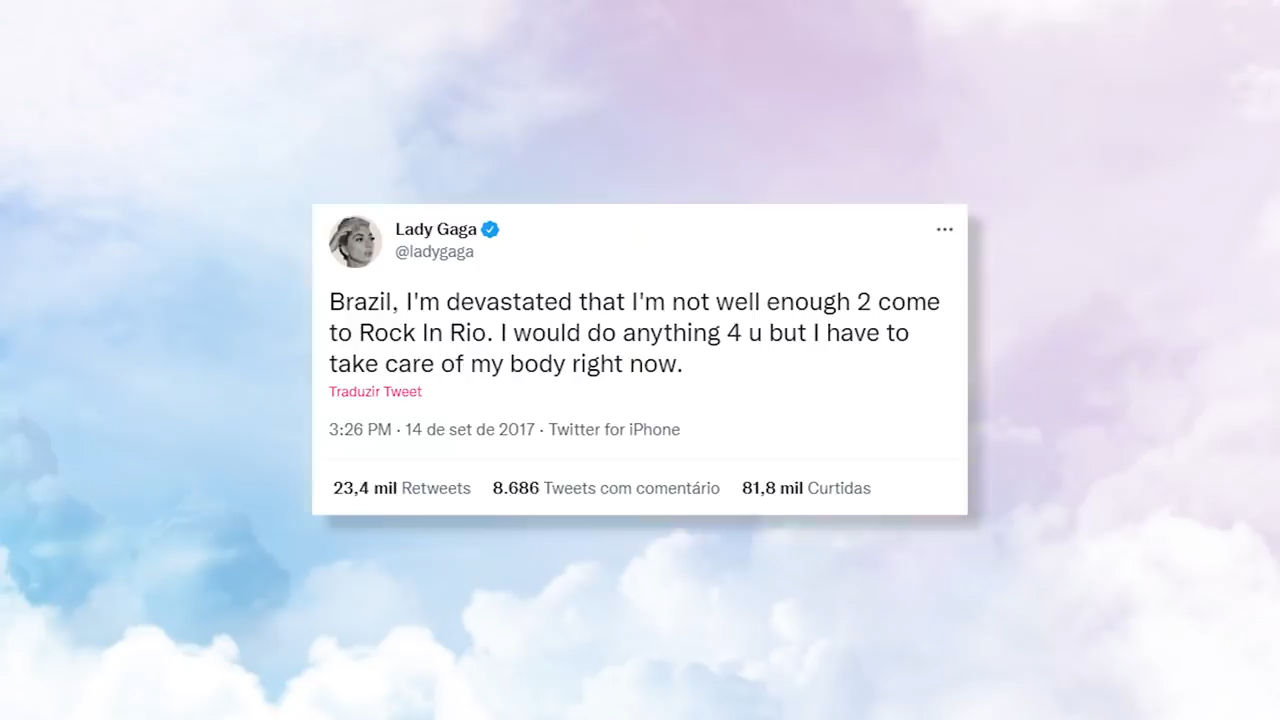 Lady Gaga
@ladygaga
Brazil, I'm devastated that I'm not well enough 2 come
to Rock In Rio. I would do anything 4 u but I have to
take care of my body right now.
Traduzir Tweet
3:26 PM · 14 de set de 2017 · Twitter for iPhone
23,4 mil Retweets 8.686 Tweets com comentário 81,8 mil Curtidas